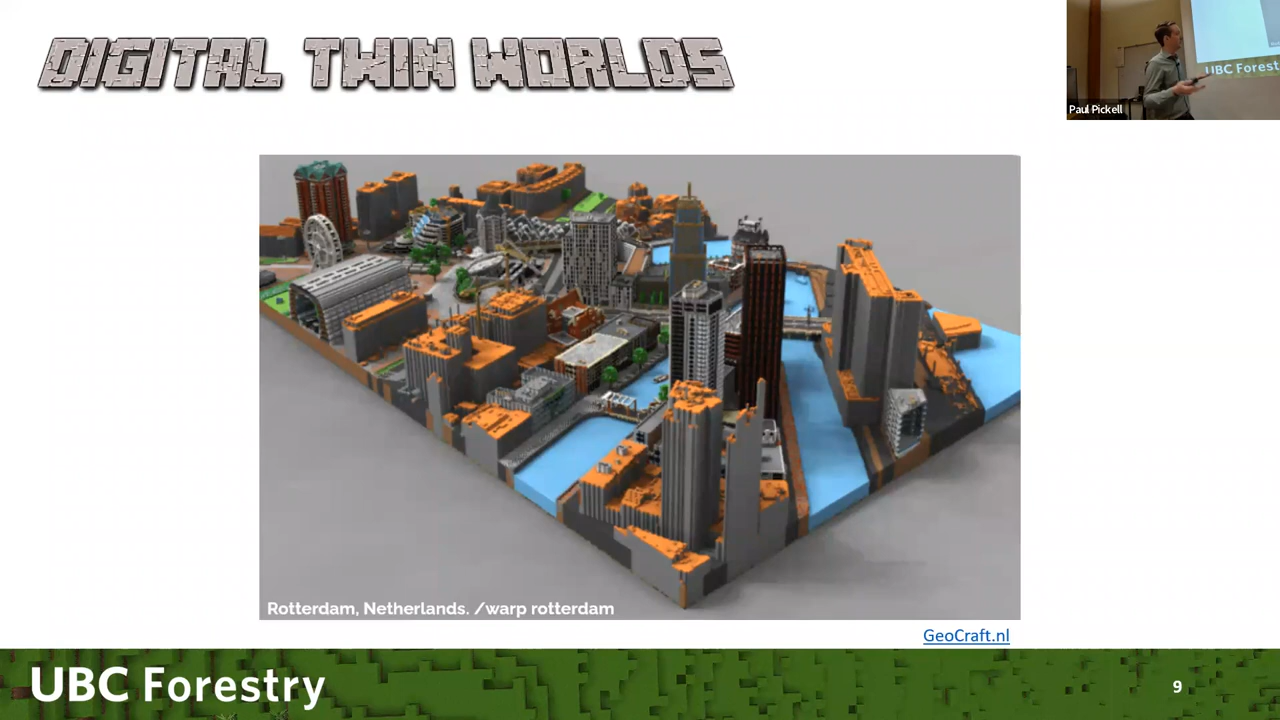 DIGITAL TWIN WORLDS
UBC Forest
Paul Pickell
Rotterdam, Netherlands. /warp rotterdam
GeoCraft.nl
UBC Forestry
9